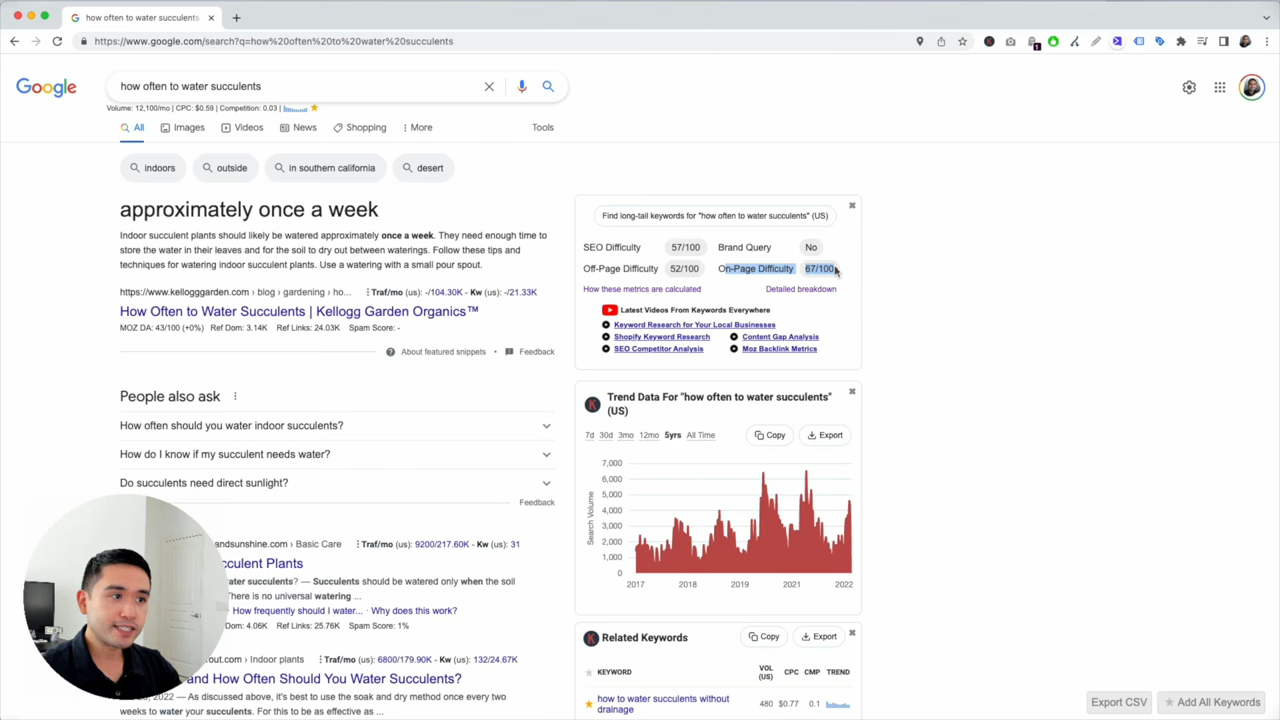 how often to water succulents
https://www.google.com/search?q=how%20often%20to%20water%20succulents
Google
how often to water succulents
Volume: 12,100/mo | CPC: $0.59 | Competition: 0.03 |
All
Images
Videos
News
Shopping
More
Tools
indoors
outside
in southern california
desert
approximately once a week
Indoor succulent plants should likely be watered approximately once a week. They need enough time to
store the water in their leaves and for the soil to dry out between waterings. Follow these tips and
techniques for watering indoor succulent plants. Use a watering with a small pour spout.
https://www.kellogggarden.com › blog › gardening › ho... Traf/mo (us): -/104.30K - Kw (us): -/21.33K
How Often to Water Succulents | Kellogg Garden Organics™
MOZ DA: 43/100 (+0%) Ref Dom: 3.14K Ref Links: 24.03K Spam Score: -
About featured snippets • Feedback
People also ask
How often should you water indoor succulents?
How do I know if my succulent needs water?
Do succulents need direct sunlight?
Feedback
andsunshine.com › Basic Care Traf/mo (us): 9200/217.60K - Kw (us): 31
cculent Plants
ater succulents? — Succulents should be watered only when the soil
There is no universal watering ...
How frequently should I water... · Why does this work?
f Dom: 4.06K Ref Links: 25.76K Spam Score: 1%
out.com › Indoor plants Traf/mo (us): 6800/179.90K - Kw (us): 132/24.67K
and How Often Should You Water Succulents?
2022 — As discussed above, it's best to use the soak and dry method once every two
weeks to water your succulents. For this to be as effective as ...
Find long-tail keywords for "how often to water succulents" (US)
SEO Difficulty 57/100 Brand Query No
Off-Page Difficulty 52/100 On-Page Difficulty 67/100
How these metrics are calculated Detailed breakdown
Latest Videos From Keywords Everywhere
Keyword Research for Your Local Businesses
Shopify Keyword Research Content Gap Analysis
SEO Competitor Analysis Moz Backlink Metrics
K
Trend Data For "how often to water succulents"
(US)
7d 30d 3mo 12mo 5yrs All Time
Copy
Export
Search Volume
7,000
6,000
5,000
4,000
3,000
2,000
1,000
0
2017 2018 2019 2021 2022
K
Related Keywords
Copy
Export
KEYWORD VOL (US) CPC CMP TREND
how to water succulents without
drainage
480 $0.77 0.1
Export CSV
Add All Keywords